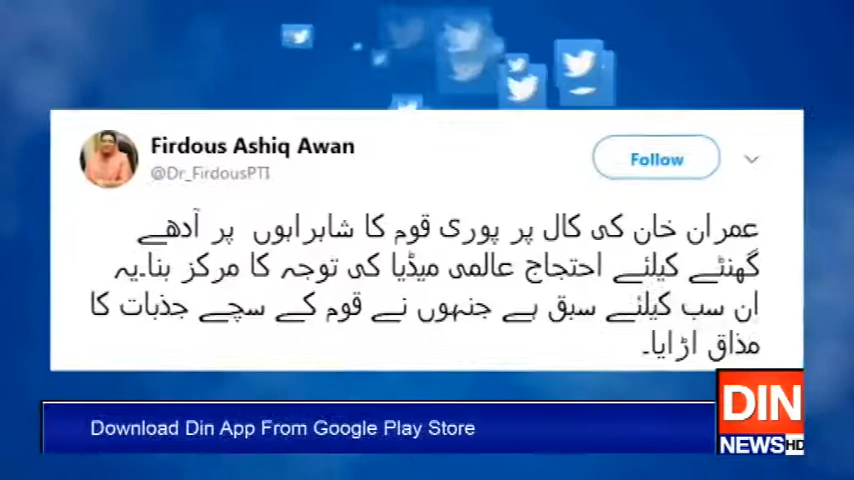 Firdous Ashiq Awan
@Dr_FirdousPTI
Follow
عمران خان کی کال پر پوری قوم کا شاہراہوں پر آدھے
گھنٹے کیلئے احتجاج عالمی میڈیا کی توجہ کا مرکز بنا۔یہ
ان سب کیلئے سبق ہے جنہوں نے قوم کے سچے جذبات کا
مذاق اڑایا۔
Download Din App From Google Play Store
DIN
NEWS HD